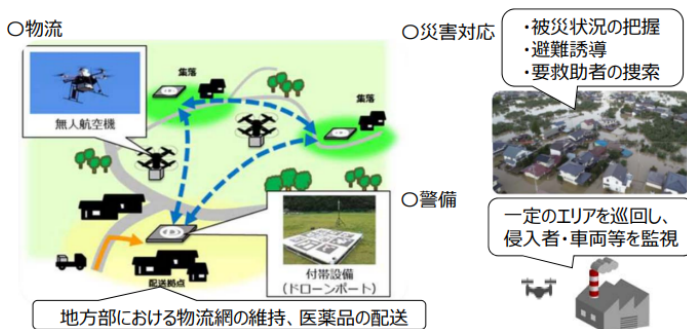 〇物流
無人航空機
集落
集落
付帯設備
（ドローンポート）
配送拠点
地方部における物流網の維持、医薬品の配送
〇災害対応
・被災状況の把握
・避難誘導
・要救助者の捜索
〇警備
一定のエリアを巡回し、
侵入者・車両等を監視